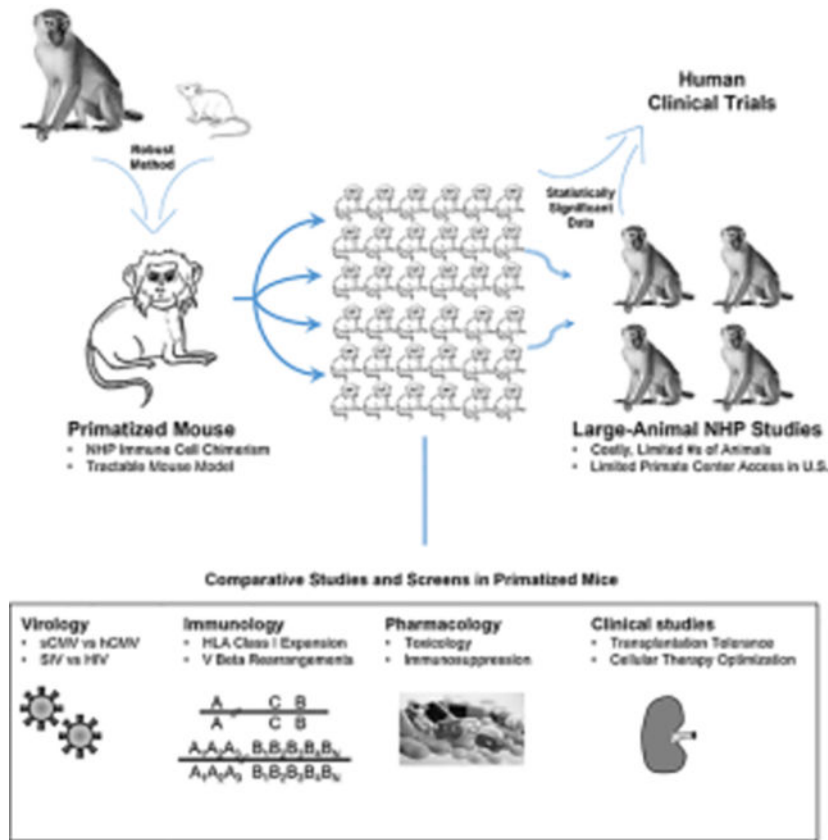 Human
Clinical Trials
Robust
Method
Statistically
Significant
Data
Primatized Mouse
• NHP Immune Cell Chimerism
• Tractable Mouse Model
Large-Animal NHP Studies
• Costly, Limited #s of Animals
• Limited Primate Center Access in U.S.
Comparative Studies and Screens in Primatized Mice
Virology
• sCMV vs hCMV
• SIV vs HIV
Immunology
• HLA Class I Expansion
• V Beta Rearrangements
Pharmacology
• Toxicology
• Immunosuppression
Clinical studies
• Transplantation Tolerance
• Cellular Therapy Optimization
A C B
A C B